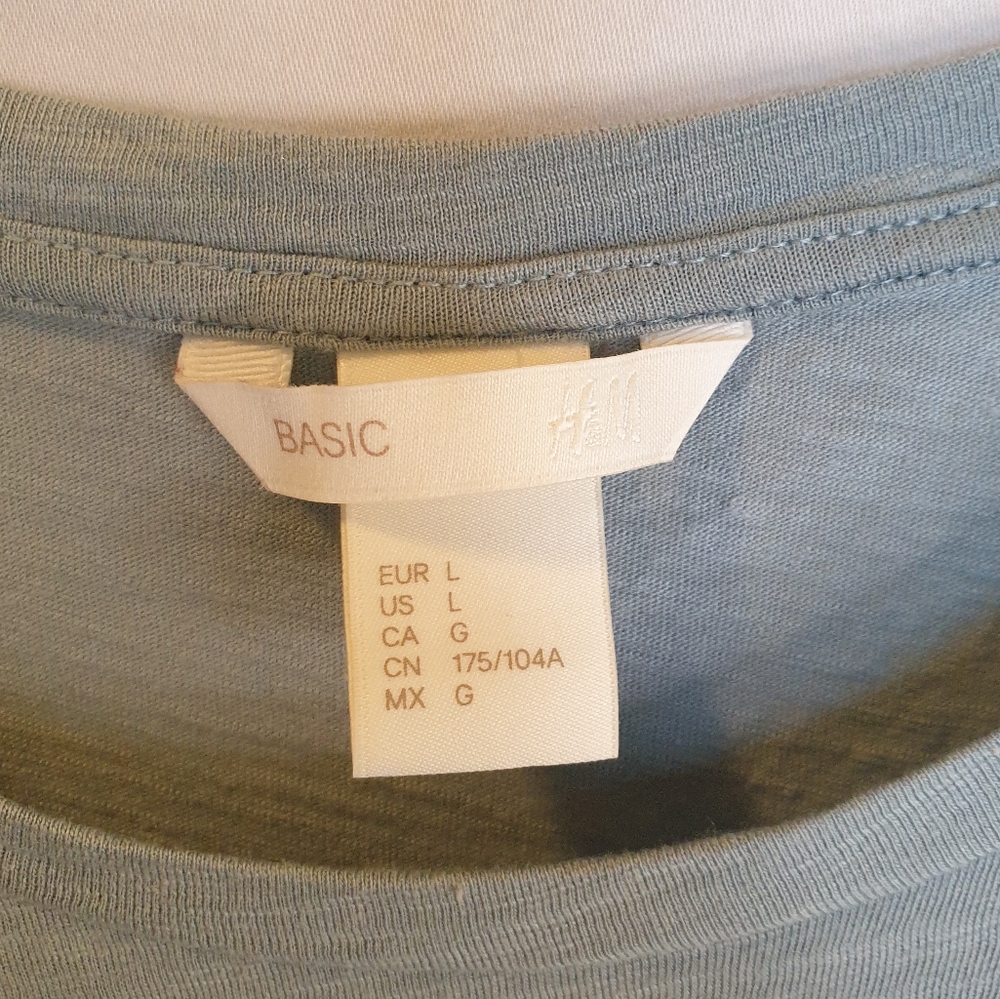 BASIC H&M
EUR L
US L
CA G
CN 175/104A
MX G